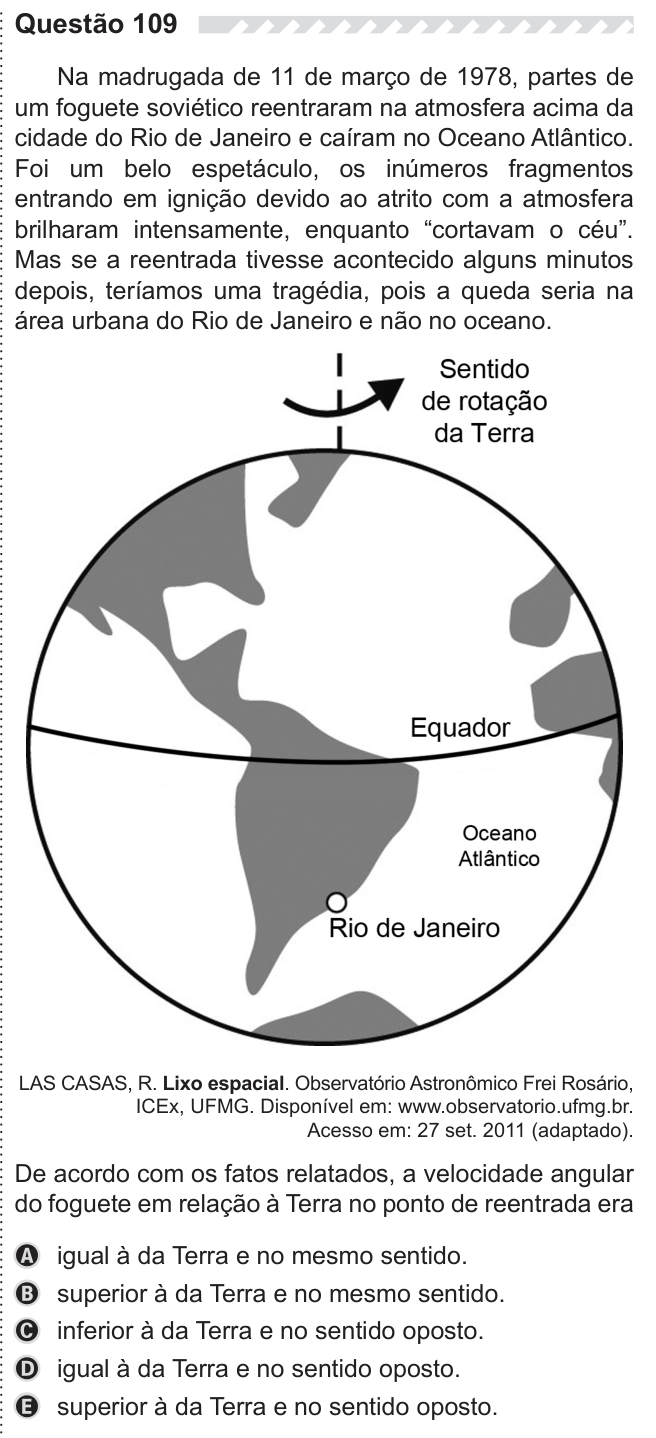 Questão 109
Na madrugada de 11 de março de 1978, partes de
um foguete soviético reentraram na atmosfera acima da
cidade do Rio de Janeiro e caíram no Oceano Atlântico.
Foi um belo espetáculo, os inúmeros fragmentos
entrando em ignição devido ao atrito com a atmosfera
brilharam intensamente, enquanto “cortavam o céu”.
Mas se a reentrada tivesse acontecido alguns minutos
depois, teríamos uma tragédia, pois a queda seria na
área urbana do Rio de Janeiro e não no oceano.
Sentido
de rotação
da Terra
Equador
Oceano
Atlântico
Rio de Janeiro
LAS CASAS, R. Lixo espacial. Observatório Astronômico Frei Rosário,
ICEx, UFMG. Disponível em: www.observatorio.ufmg.br.
Acesso em: 27 set. 2011 (adaptado).
De acordo com os fatos relatados, a velocidade angular
do foguete em relação à Terra no ponto de reentrada era
A igual à da Terra e no mesmo sentido.
B superior à da Terra e no mesmo sentido.
C inferior à da Terra e no sentido oposto.
D igual à da Terra e no sentido oposto.
E superior à da Terra e no sentido oposto.